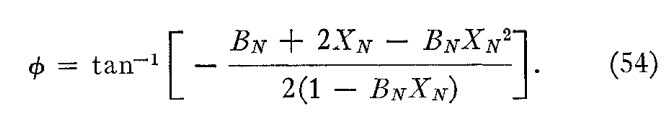 ϕ = tan⁻¹ [ − (B_N + 2X_N − B_N X_N²) / (2(1 − B_N X_N)) ]. (54)